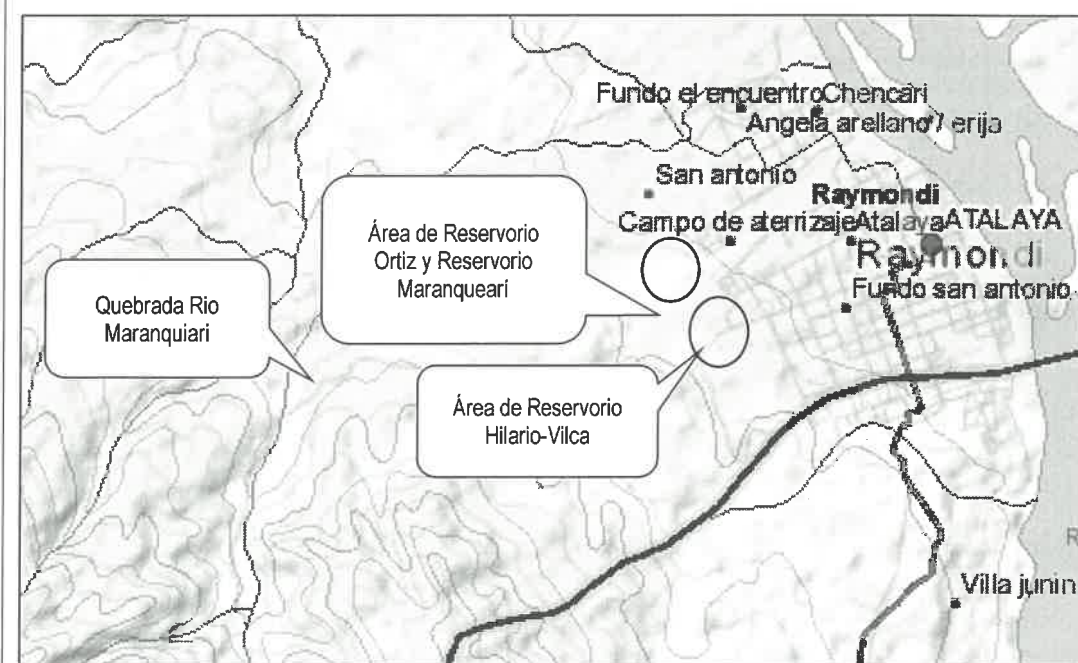 Fundo el encuentro Chencari
Angela arellano
San antonio
Raymondi
Campo de aterrizaje Atalaya ATALAYA
Raymondi
Fundo san antonio
Área de Reservorio
Ortiz y Reservorio
Maranquearí
Quebrada Rio
Maranquiari
Área de Reservorio
Hilario-Vilca
R
Villa junin